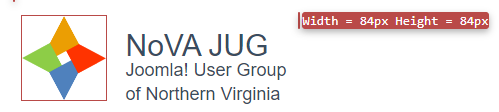 Width = 84px Height = 84px
NoVA JUG
Joomla! User Group
of Northern Virginia